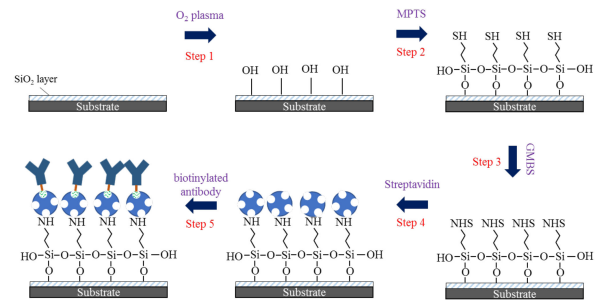 O₂ plasma
Step 1
MPTS
Step 2
SiO₂ layer
Substrate
OH OH OH OH
Substrate
SH SH SH SH
HO Si O Si O Si O Si OH
O O O
Substrate
Step 3
GMBS
biotinylated
antibody
Step 5
Streptavidin
Step 4
NH NH NH NH
HO Si O Si O Si O Si OH
O O O
Substrate
NH NH NH NH
HO Si O Si O Si O Si OH
O O O
Substrate
NHS NHS NHS NHS
HO Si O Si O Si O Si OH
O O O
Substrate